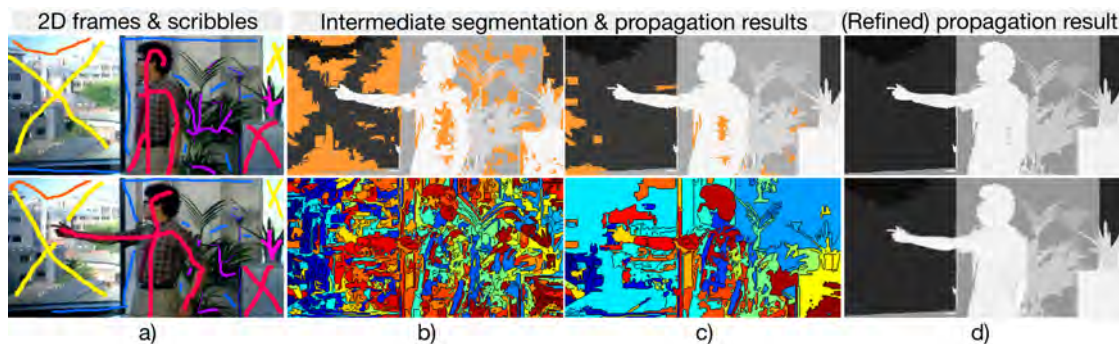 2D frames & scribbles
Intermediate segmentation & propagation results
(Refined) propagation result
a)
b)
c)
d)